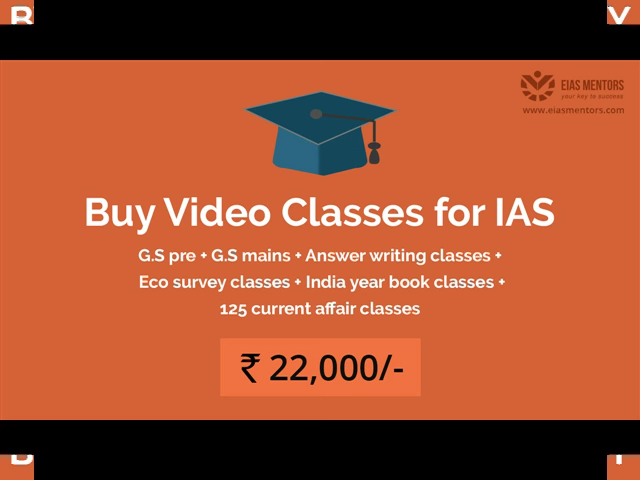 EIAS MENTORS
your key to success
www.eiasmentors.com
Buy Video Classes for IAS
G.S pre + G.S mains + Answer writing classes +
Eco survey classes + India year book classes +
125 current affair classes
₹ 22,000/-